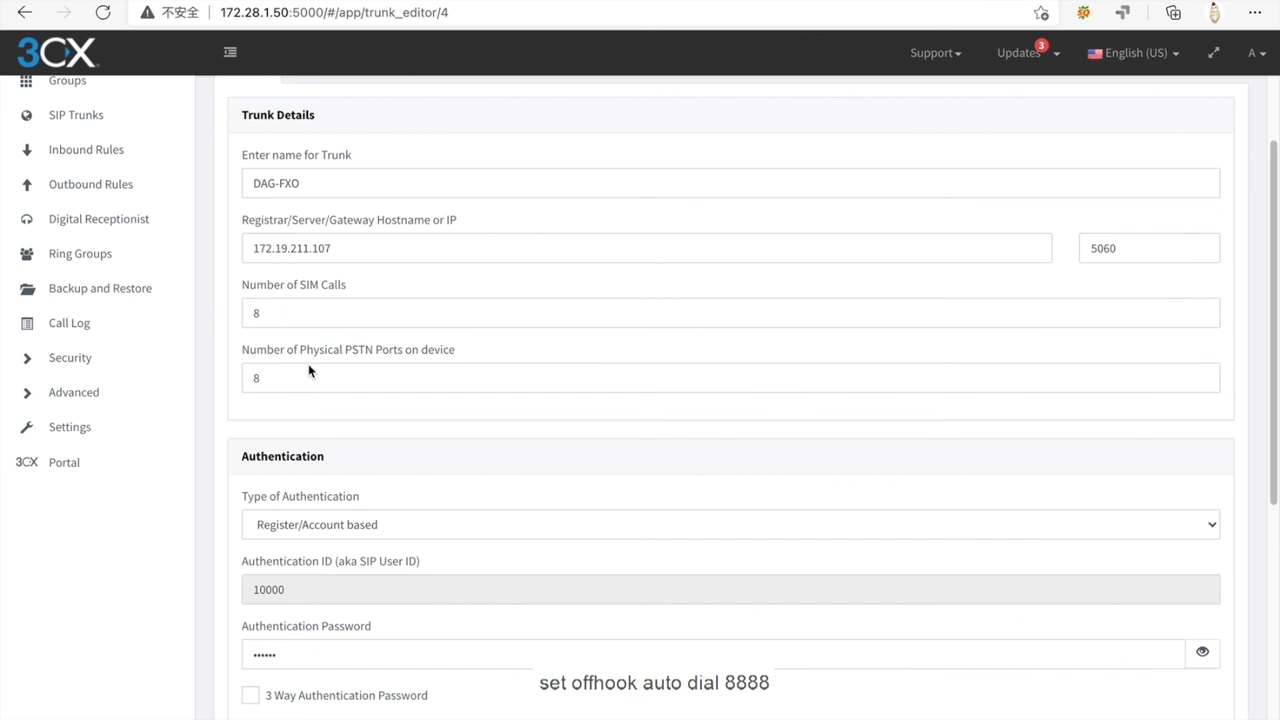 不安全
172.28.1.50:5000/#/app/trunk_editor/4
3CX
Support
Updates
3
English (US)
A
Groups
SIP Trunks
Inbound Rules
Outbound Rules
Digital Receptionist
Ring Groups
Backup and Restore
Call Log
Security
Advanced
Settings
3CX Portal
Trunk Details
Enter name for Trunk
DAG-FXO
Registrar/Server/Gateway Hostname or IP
172.19.211.107
5060
Number of SIM Calls
8
Number of Physical PSTN Ports on device
8
Authentication
Type of Authentication
Register/Account based
Authentication ID (aka SIP User ID)
10000
Authentication Password
••••••
3 Way Authentication Password
set offhook auto dial 8888